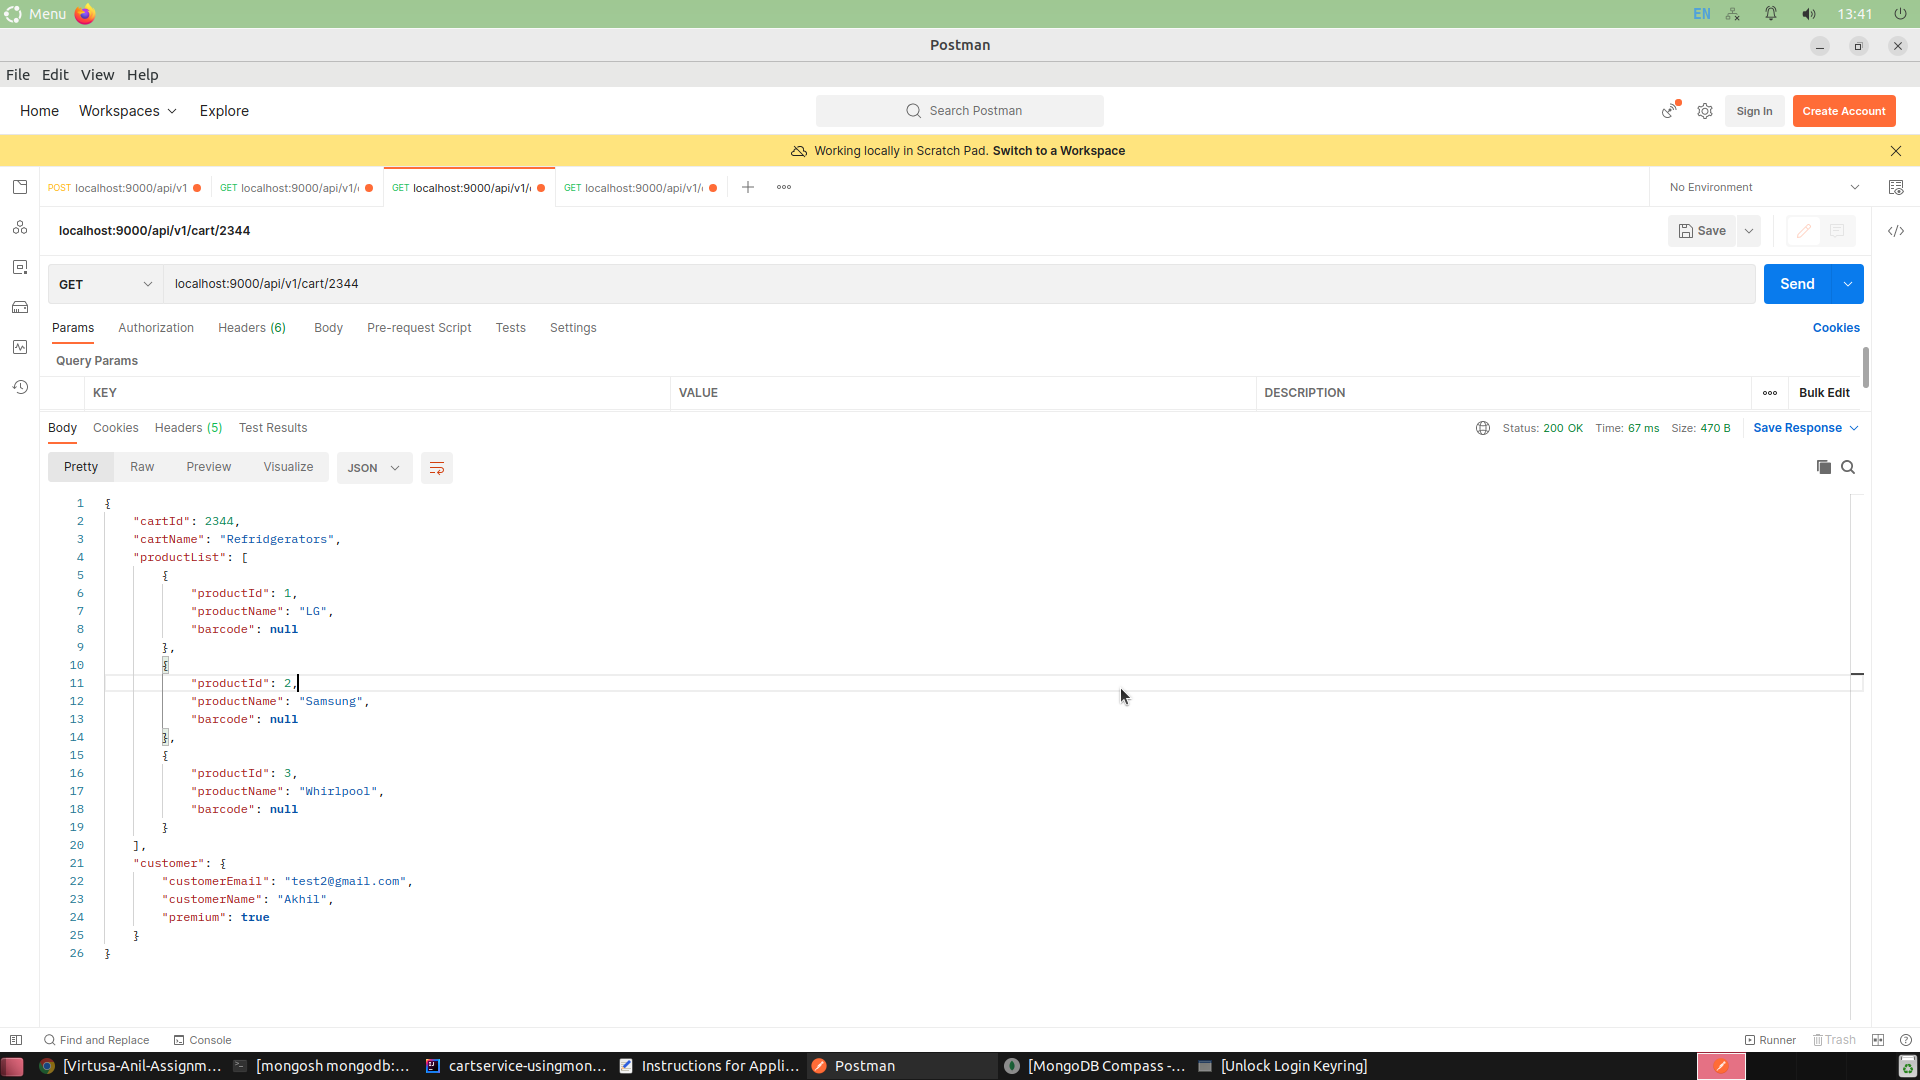 Menu EN 13:41
Postman
File Edit View Help
Home Workspaces Explore Search Postman Sign In Create Account
Working locally in Scratch Pad. Switch to a Workspace
POST localhost:9000/api/v1 GET localhost:9000/api/v1/ GET localhost:9000/api/v1/ GET localhost:9000/api/v1/ No Environment
localhost:9000/api/v1/cart/2344 Save
GET localhost:9000/api/v1/cart/2344 Send
Params Authorization Headers (6) Body Pre-request Script Tests Settings Cookies
Query Params
KEY VALUE DESCRIPTION Bulk Edit
Body Cookies Headers (5) Test Results Status: 200 OK Time: 67 ms Size: 470 B Save Response
Pretty Raw Preview Visualize JSON
1 {
2 "cartId": 2344,
3 "cartName": "Refridgerators",
4 "productList": [
5 {
6 "productId": 1,
7 "productName": "LG",
8 "barcode": null
9 },
10 {
11 "productId": 2,
12 "productName": "Samsung",
13 "barcode": null
14 },
15 {
16 "productId": 3,
17 "productName": "Whirlpool",
18 "barcode": null
19 }
20 ],
21 "customer": {
22 "customerEmail": "test2@gmail.com",
23 "customerName": "Akhil",
24 "premium": true
25 }
26 }
Find and Replace Console Runner Trash
[Virtusa-Anil-Assignm... [mongosh mongodb:... cartservice-usingmon... Instructions for Appli... Postman [MongoDB Compass -... [Unlock Login Keyring]